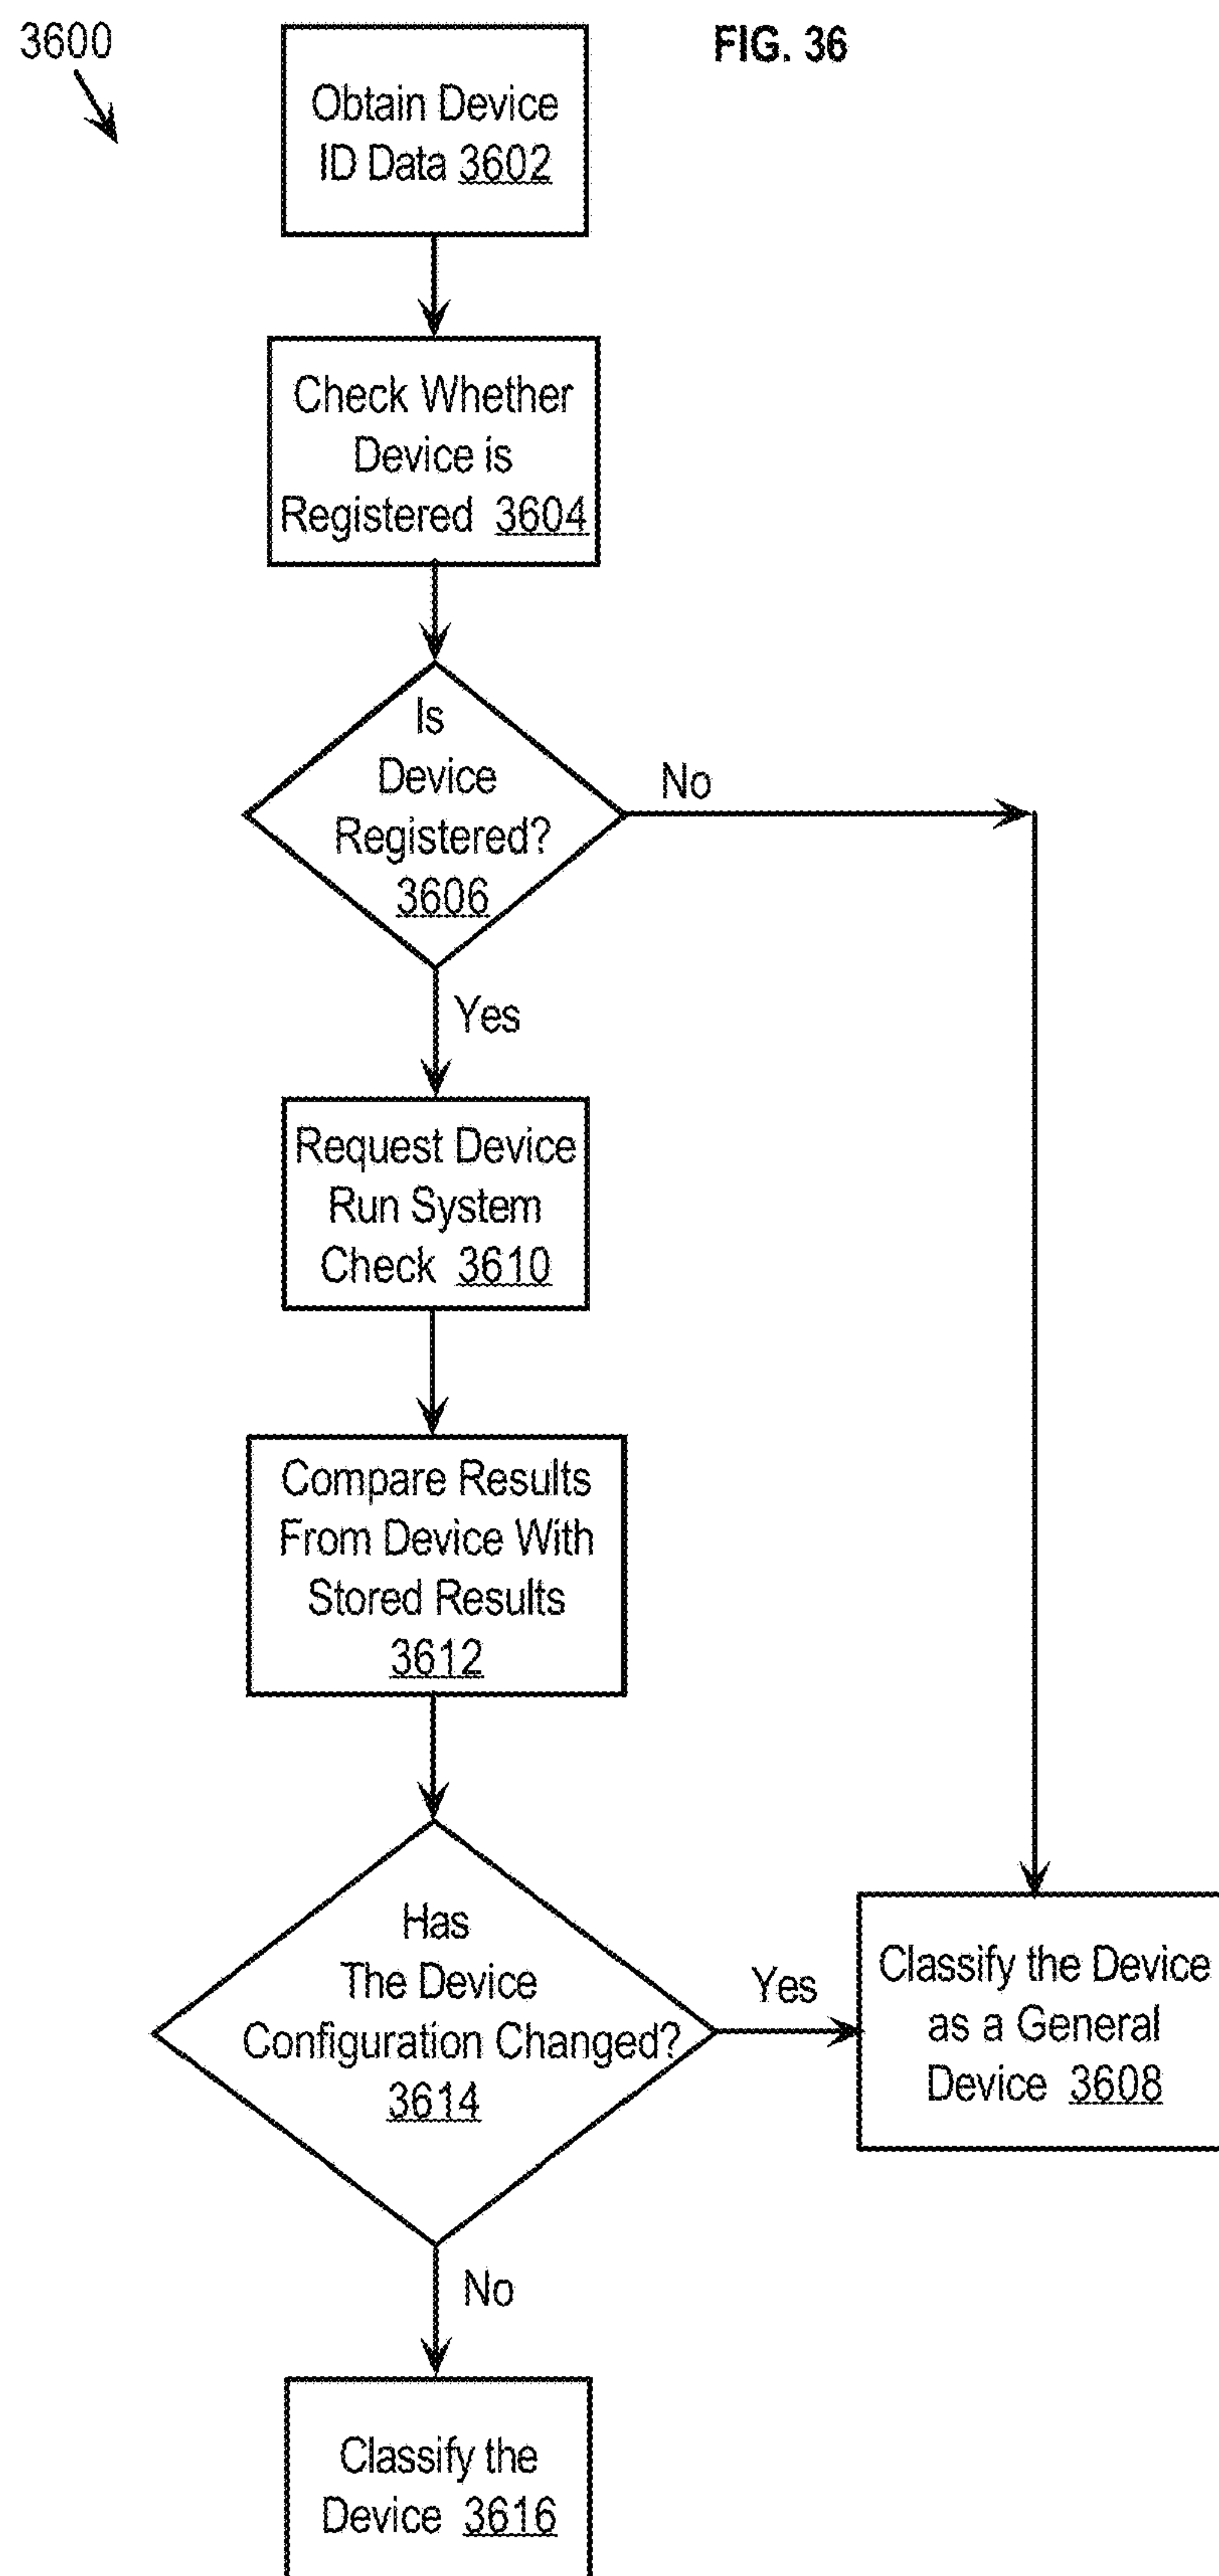 3600
FIG. 36
Obtain Device
ID Data 3602
Check Whether
Device is
Registered 3604
Is
Device
Registered?
3606
No
Yes
Request Device
Run System
Check 3610
Compare Results
From Device With
Stored Results
3612
Has
The Device
Configuration Changed?
3614
Yes
Classify the Device
as a General
Device 3608
No
Classify the
Device 3616